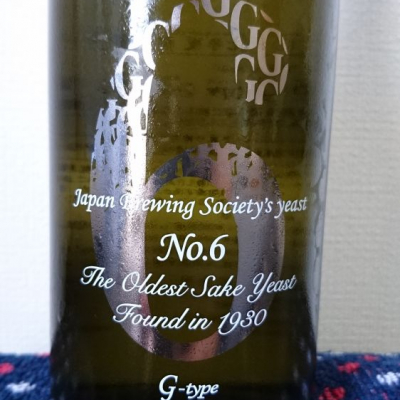 Japan Brewing Society's yeast
No.6
The Oldest Sake Yeast
Found in 1930
G-type